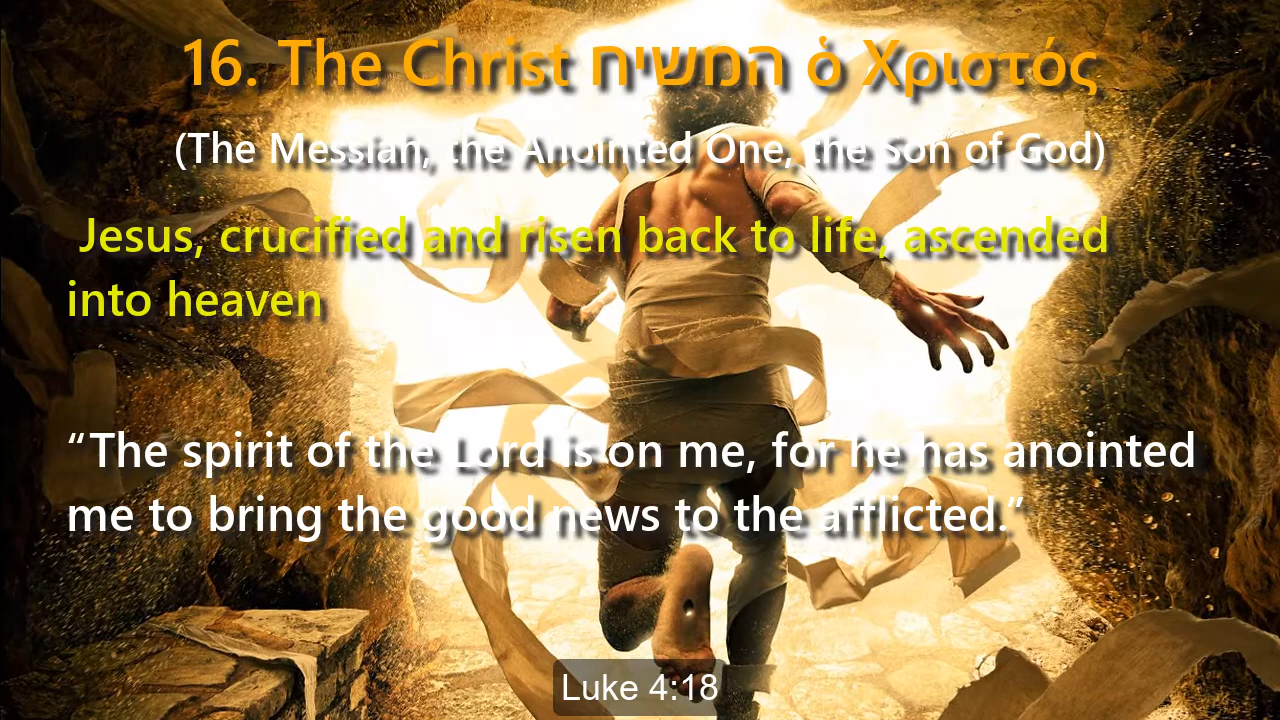 16. The Christ המשיח ὁ Χριστός
(The Messiah, the Anointed One, the Son of God)
Jesus, crucified and risen back to life, ascended
into heaven
“The spirit of the Lord is on me, for he has anointed
me to bring the good news to the afflicted.”
Luke 4:18